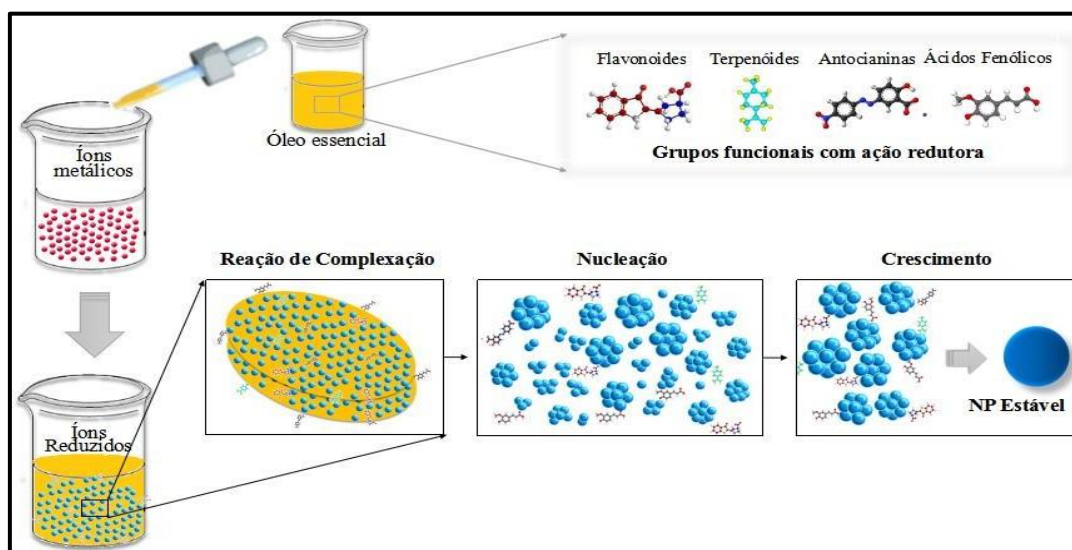 Flavonoides
Terpenóides
Antocianinas
Ácidos Fenólicos
Grupos funcionais com ação redutora
Óleo essencial
Íons
metálicos
Reação de Complexação
Nucleação
Crescimento
NP Estável
Íons
Reduzidos